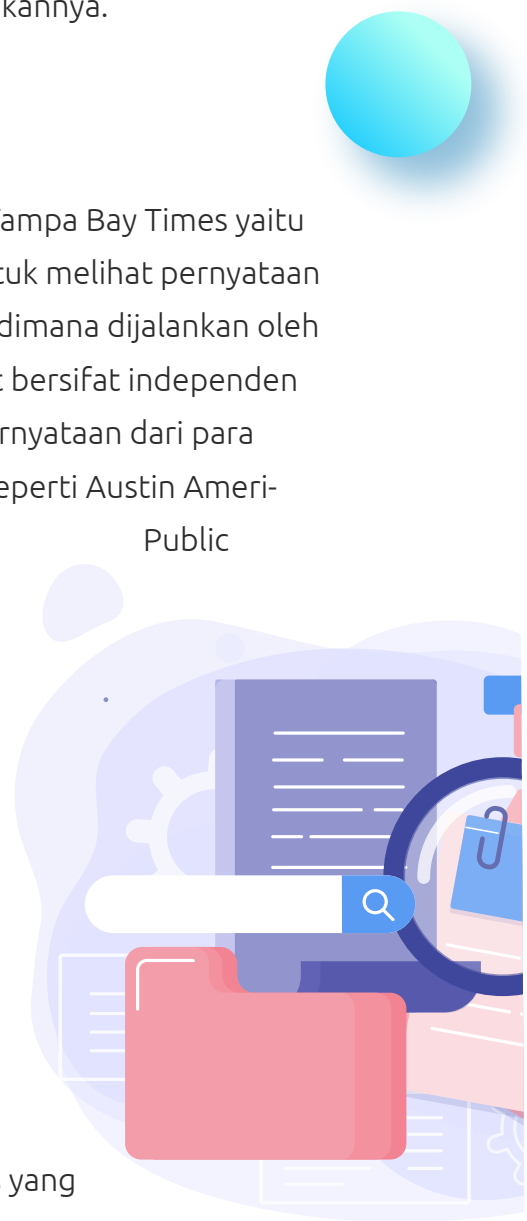 kannya.
Tampa Bay Times yaitu
tuk melihat pernyataan
dimana dijalankan oleh
t bersifat independen
rnyataan dari para
eperti Austin Ameri-
Public
yang